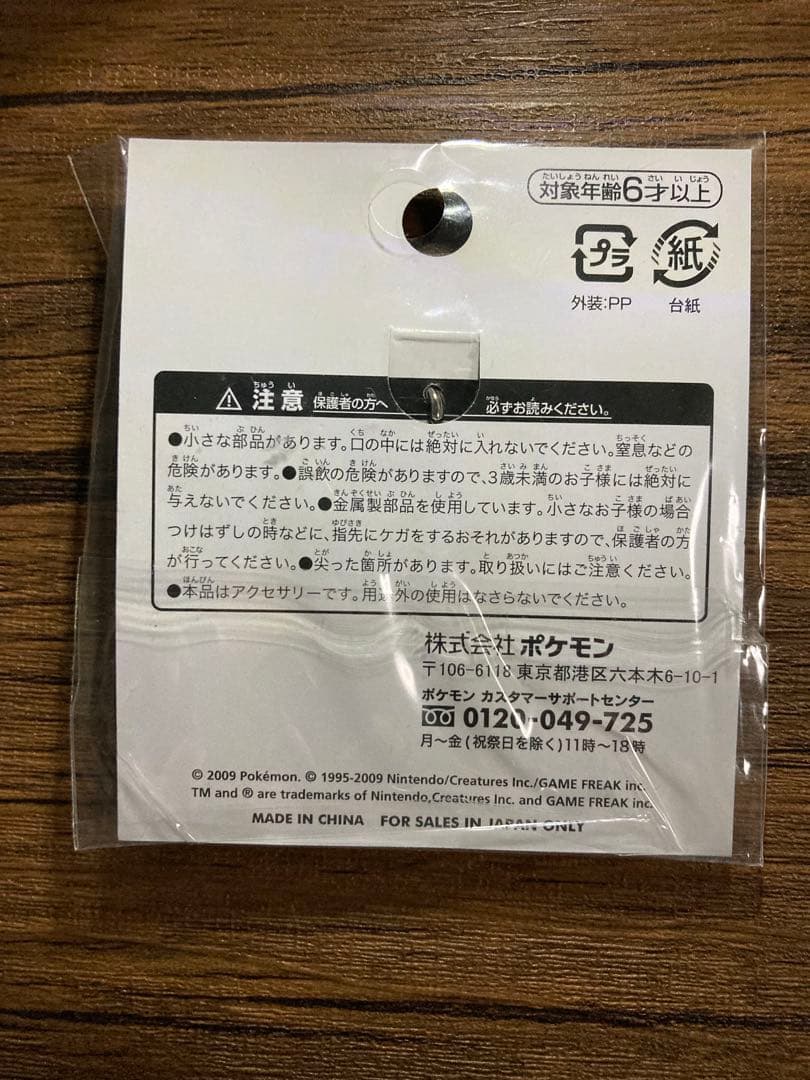 対象年齢6才以上
プラ 紙
外装:PP 台紙
注意 保護者の方へ 必ずお読みください。
●小さな部品があります。口の中には絶対に入れないでください。窒息などの
危険があります。●誤飲の危険がありますので、3歳未満のお子様には絶対に
与えないでください。●金属製部品を使用しています。小さなお子様の場合
つけはずしの時などに、指先にケガをするおそれがありますので、保護者の方
が行ってください。●尖った箇所があります。取り扱いにはご注意ください。
●本品はアクセサリーです。用途外の使用はなさらないでください。
株式会社 ポケモン
〒106-6118 東京都港区六本木6-10-1
ポケモン カスタマーサポートセンター
0120-049-725
月～金(祝祭日を除く)11時～18時
© 2009 Pokémon. © 1995-2009 Nintendo/Creatures Inc./GAME FREAK inc.
TM and ® are trademarks of Nintendo,Creatures Inc. and GAME FREAK inc.
MADE IN CHINA FOR SALES IN JAPAN ONLY